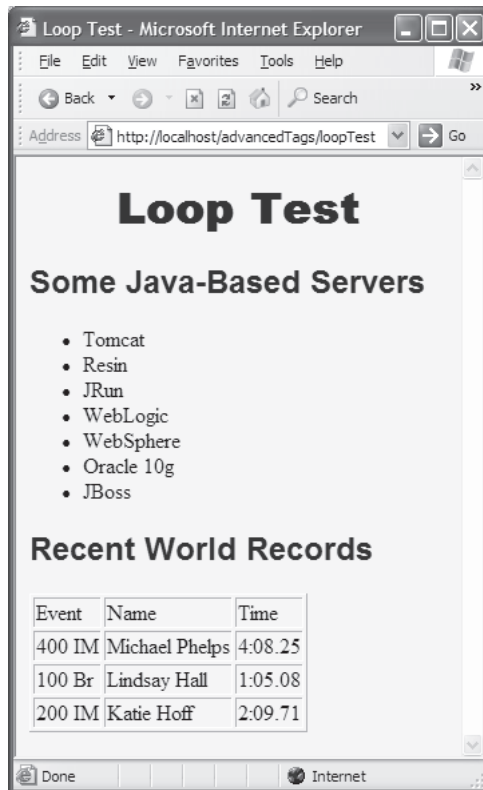 Loop Test - Microsoft Internet Explorer
File Edit View Favorites Tools Help
Back Search »
Address http://localhost/advancedTags/loopTest Go
Loop Test
Some Java-Based Servers
• Tomcat
• Resin
• JRun
• WebLogic
• WebSphere
• Oracle 10g
• JBoss
Recent World Records
Event Name Time
400 IM Michael Phelps 4:08.25
100 Br Lindsay Hall 1:05.08
200 IM Katie Hoff 2:09.71
Done Internet